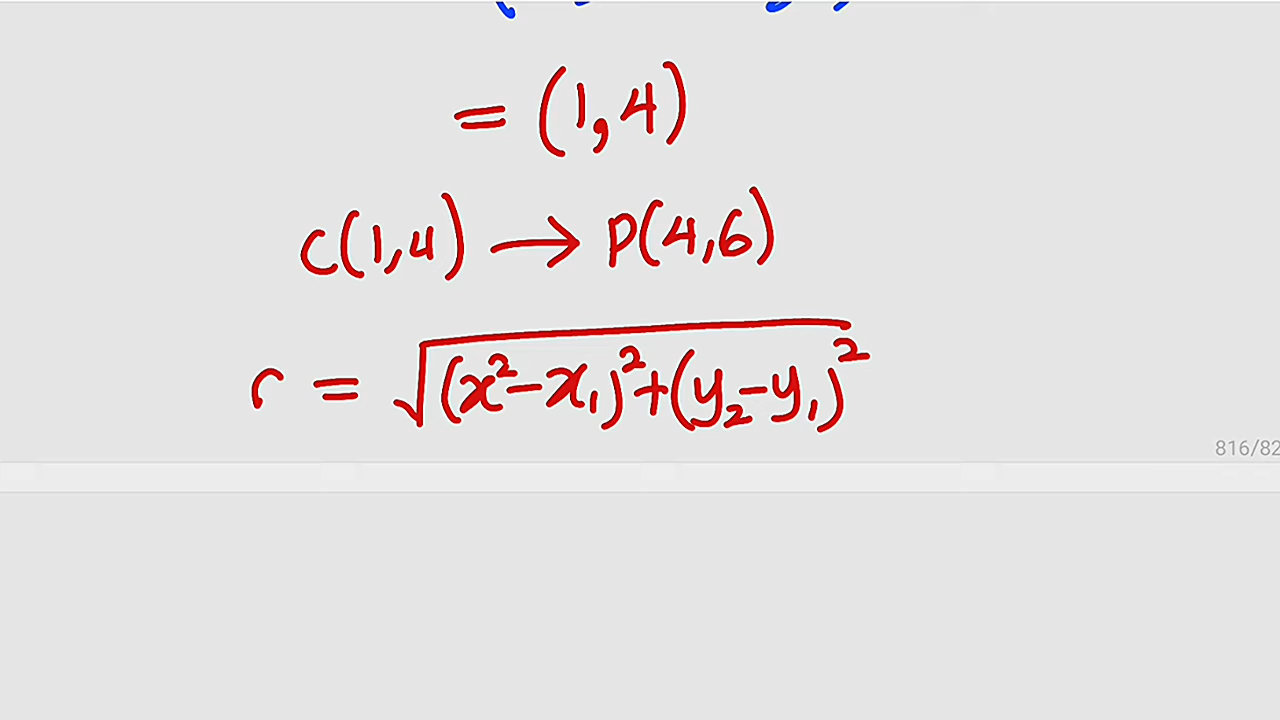 = (1,4)
C(1,4) → P(4,6)
r = √(x²-x₁)²+(y₂-y₁)²
816/82